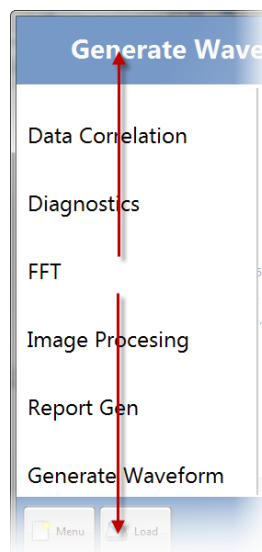 Generate Wave
Data Correlation
Diagnostics
FFT
Image Procesing
Report Gen
Generate Waveform
Menu Load